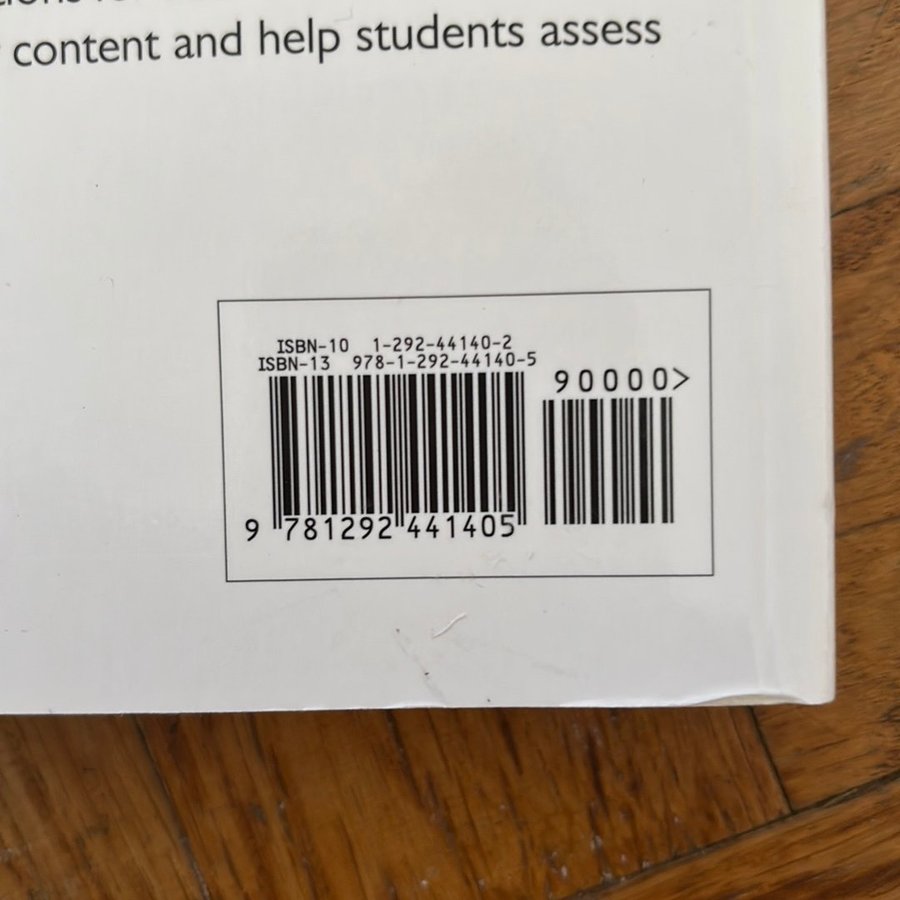 content and help students assess
ISBN-10 1-292-44140-2
ISBN-13 978-1-292-44140-5
90000>
9 781292 441405